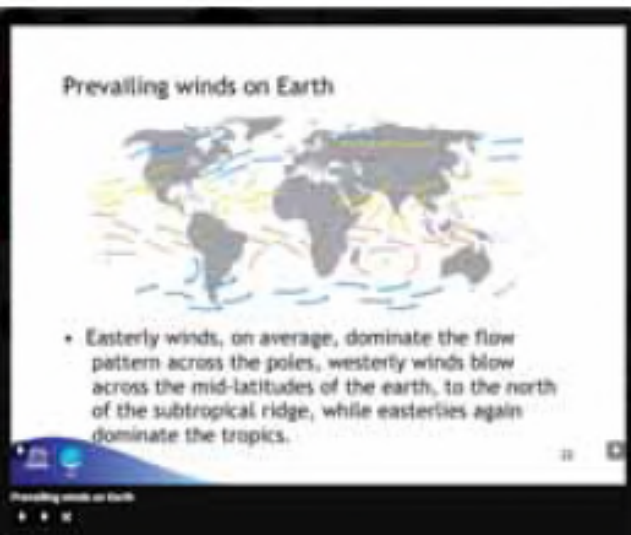 Prevailing winds on Earth
• Easterly winds, on average, dominate the flow
pattern across the poles, westerly winds blow
across the mid-latitudes of the earth, to the north
of the subtropical ridge, while easterlies again
dominate the tropics.
Prevailing winds on Earth